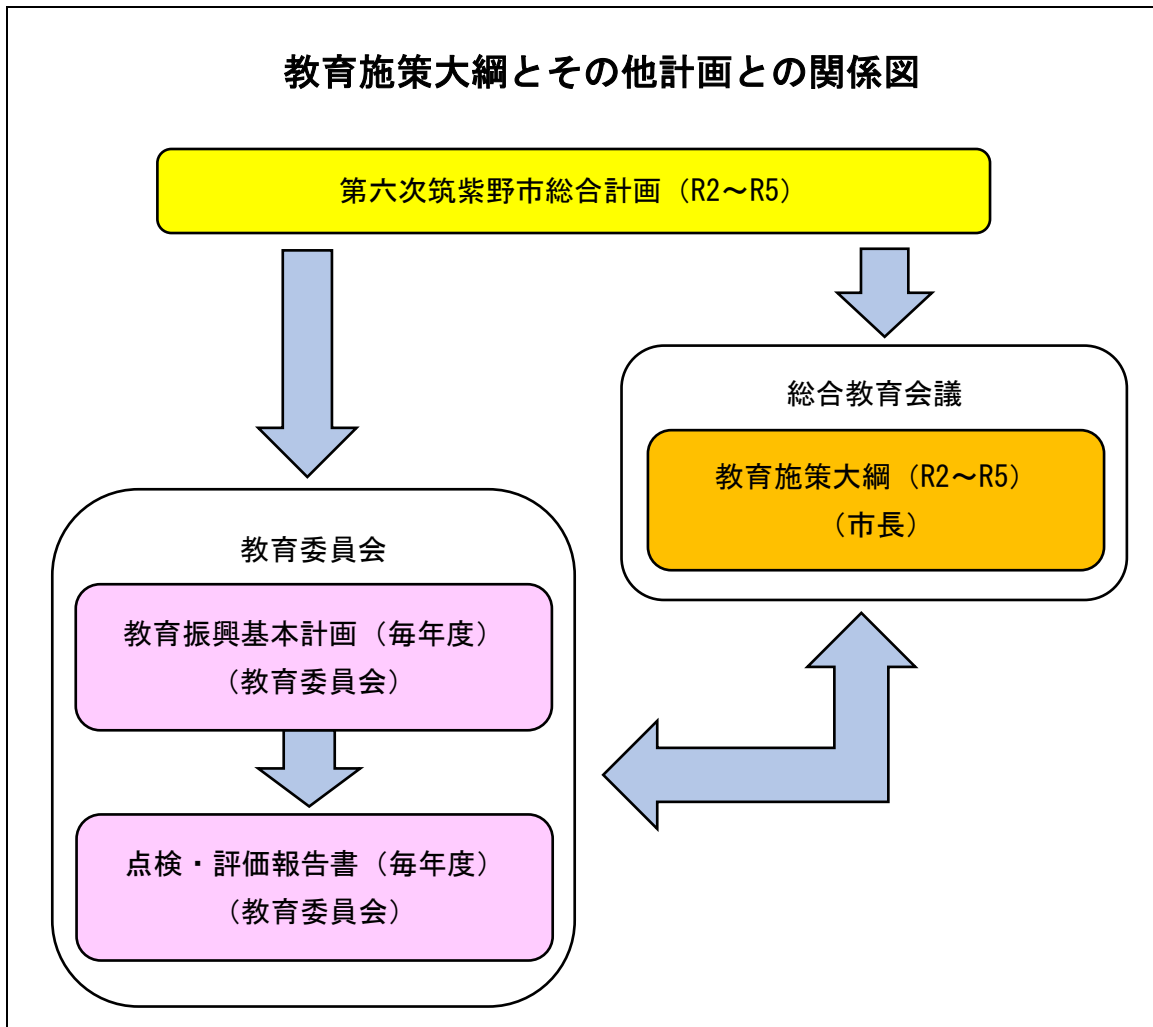 教育施策大綱とその他計画との関係図
第六次筑紫野市総合計画（R2～R5）
総合教育会議
教育施策大綱（R2～R5）
（市長）
教育委員会
教育振興基本計画（毎年度）
（教育委員会）
点検・評価報告書（毎年度）
（教育委員会）